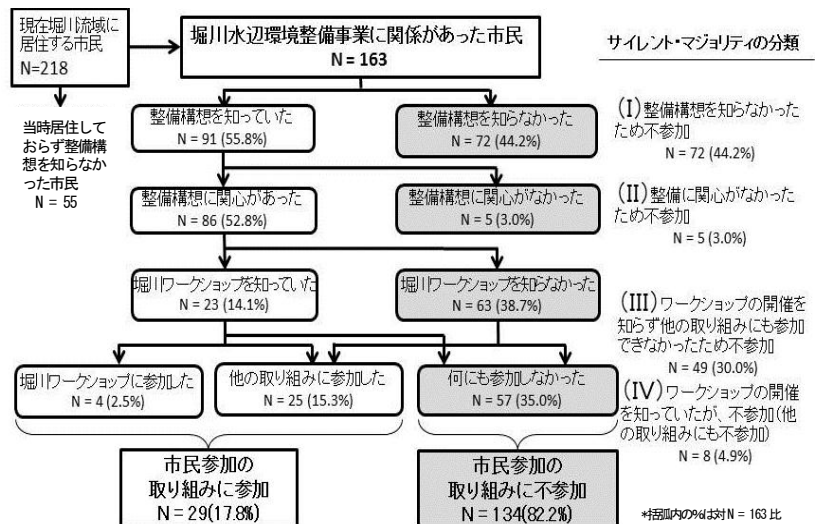 現在堀川流域に
居住する市民
N=218
堀川水辺環境整備事業に関係があった市民
N = 163
サイレント・マジョリティの分類
当時居住して
おらず整備構
想を知らなか
った市民
N = 55
整備構想を知っていた
N = 91 (55.8%)
整備構想を知らなかった
N = 72 (44.2%)
(I)整備構想を知らなかった
ため不参加
N = 72 (44.2%)
整備構想に関心があった
N = 86 (52.8%)
整備構想に関心がなかった
N = 5 (3.0%)
(II)整備に関心がなかった
ため不参加
N = 5 (3.0%)
堀川ワークショップを知っていた
N = 23 (14.1%)
堀川ワークショップを知らなかった
N = 63 (38.7%)
(III)ワークショップの開催を
知らず他の取り組みにも参加
できなかったため不参加
N = 49 (30.0%)
堀川ワークショップに参加した
N = 4 (2.5%)
他の取り組みに参加した
N = 25 (15.3%)
何にも参加しなかった
N = 57 (35.0%)
(IV)ワークショップの開催
を知っていたが、不参加(他
の取り組みにも不参加)
N = 8 (4.9%)
市民参加の
取り組みに参加
N = 29(17.8%)
市民参加の
取り組みに不参加
N = 134(82.2%)
*括弧内の%は対N = 163 比